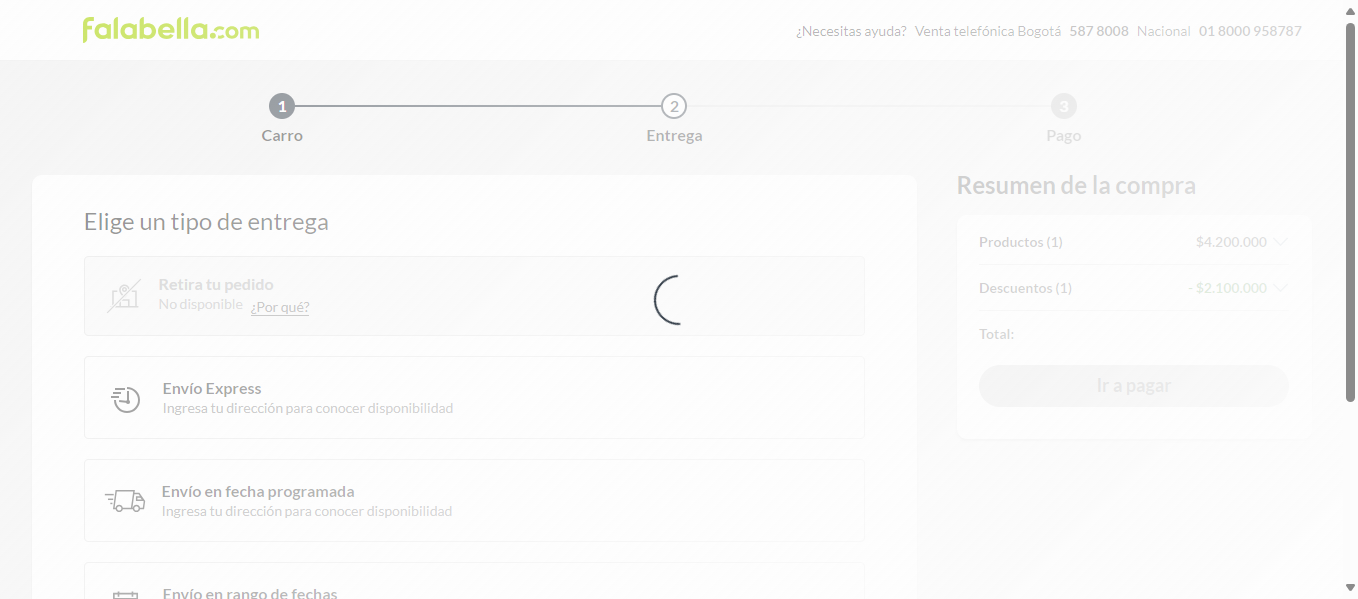 falabella.com
¿Necesitas ayuda? Venta telefónica Bogotá 587 8008 Nacional 01 8000 958787
1
2
3
Carro
Entrega
Pago
Elige un tipo de entrega
Retira tu pedido
No disponible ¿Por qué?
Envío Express
Ingresa tu dirección para conocer disponibilidad
Envío en fecha programada
Ingresa tu dirección para conocer disponibilidad
Envío en rango de fechas
Resumen de la compra
Productos (1) $4.200.000
Descuentos (1) - $2.100.000
Total:
Ir a pagar